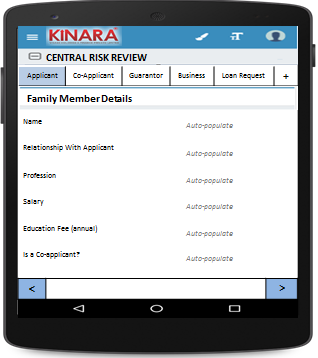 KINARA
CENTRAL RISK REVIEW
Applicant Co-Applicant Guarantor Business Loan Request +
Family Member Details
Name Auto-populate
Relationship With Applicant Auto-populate
Profession Auto-populate
Salary Auto-populate
Education Fee (annual) Auto-populate
Is a Co-applicant? Auto-populate
< >